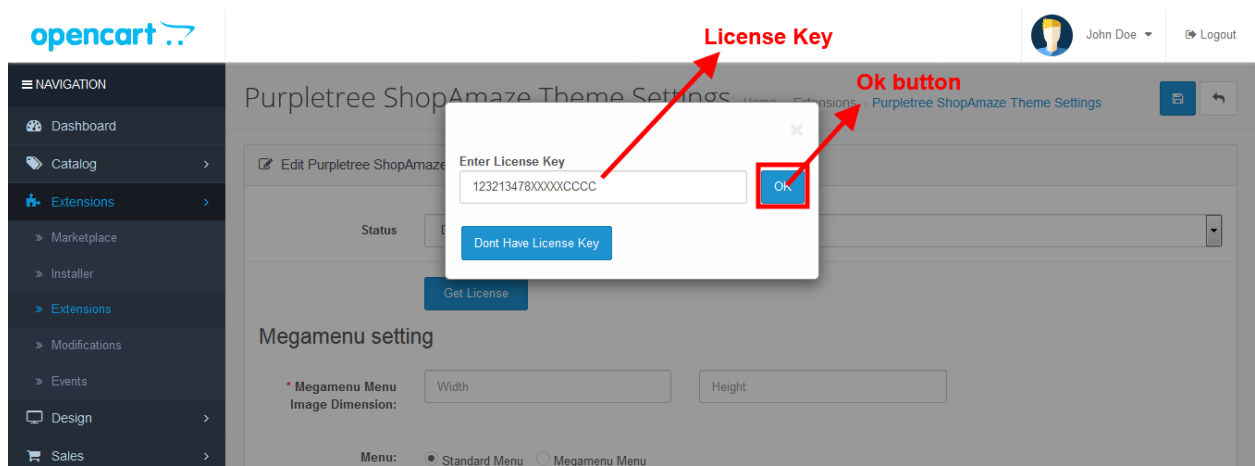 opencart
License Key
John Doe
Logout
NAVIGATION
Ok button
Purpletree ShopAmaze Theme Settings
Home Extensions › Purpletree ShopAmaze Theme Settings
Dashboard
Catalog
Edit Purpletree ShopAmaze
Enter License Key
123213478XXXXXCCCC
OK
Extensions
Status
Marketplace
Dont Have License Key
Installer
Get License
Extensions
Megamenu setting
Modifications
Events
* Megamenu Menu
Image Dimension:
Width
Height
Design
Sales
Menu:
Standard Menu
Megamenu Menu